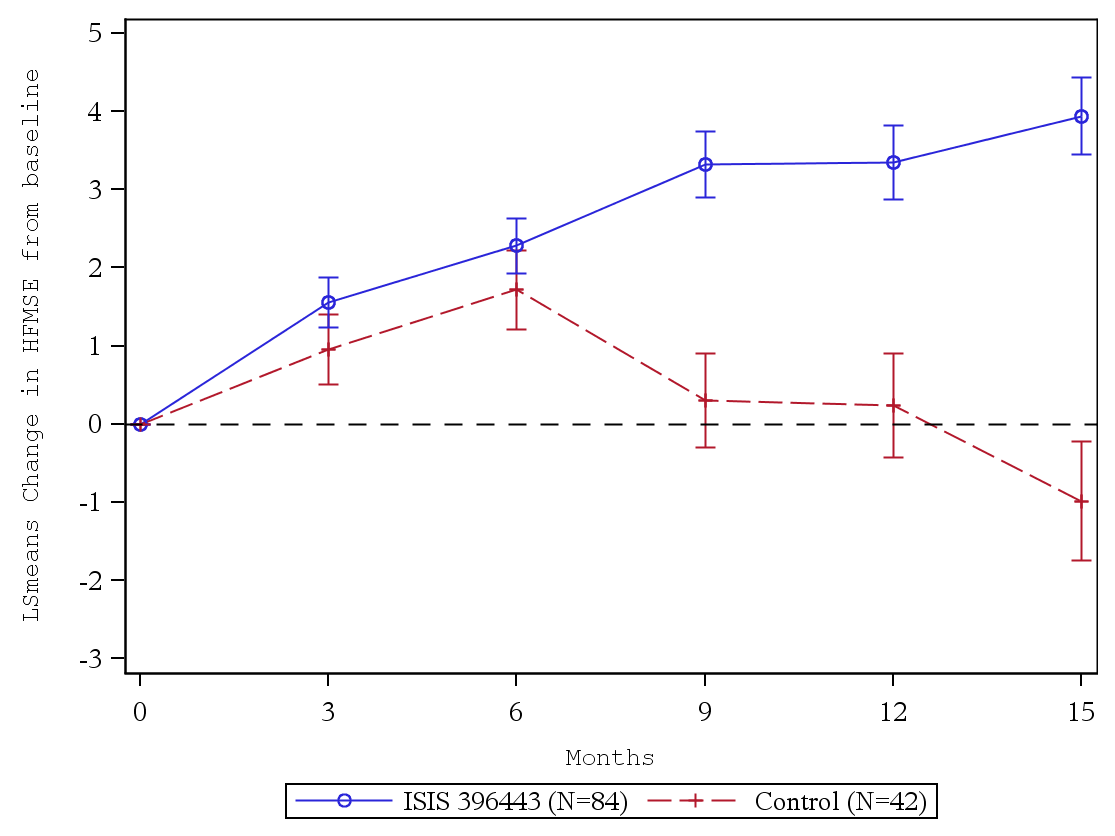 LSmeans Change in HFMSE from baseline
5
4
3
2
1
0
-1
-2
-3
0 3 6 9 12 15
Months
ISIS 396443 (N=84) Control (N=42)